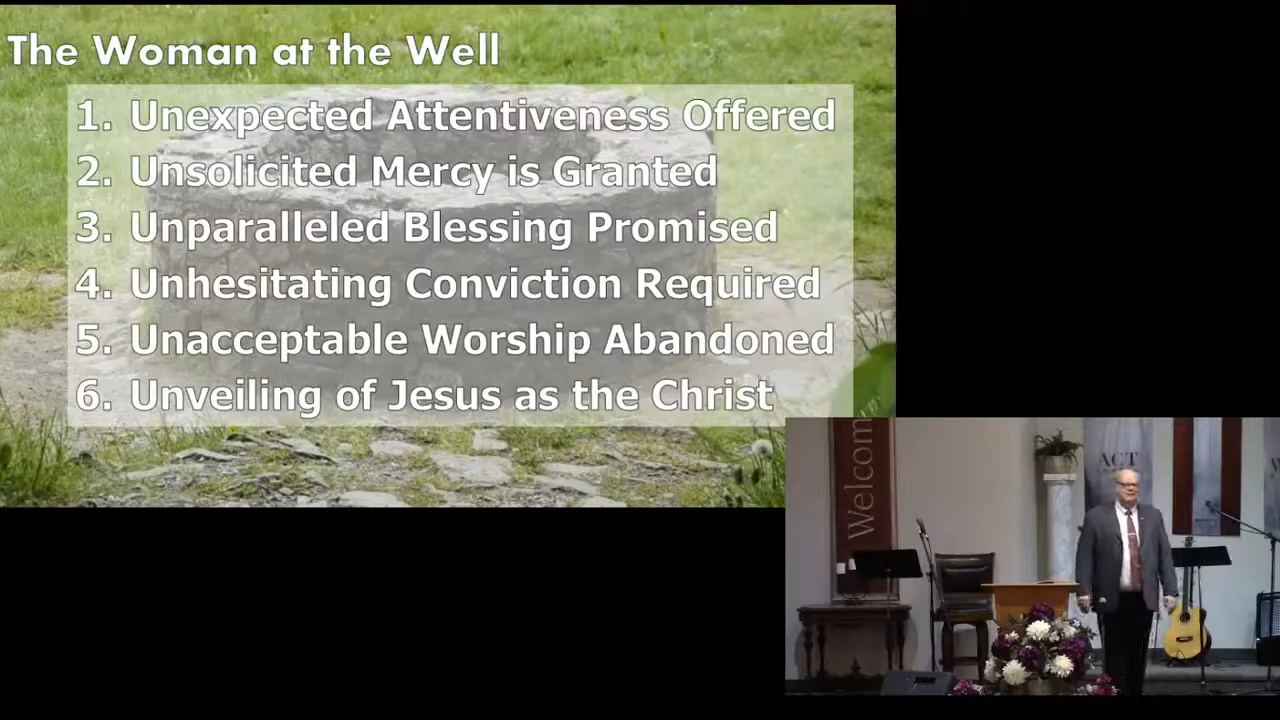 The Woman at the Well
1. Unexpected Attentiveness Offered
2. Unsolicited Mercy is Granted
3. Unparalleled Blessing Promised
4. Unhesitating Conviction Required
5. Unacceptable Worship Abandoned
6. Unveiling of Jesus as the Christ
Welcom
ACT